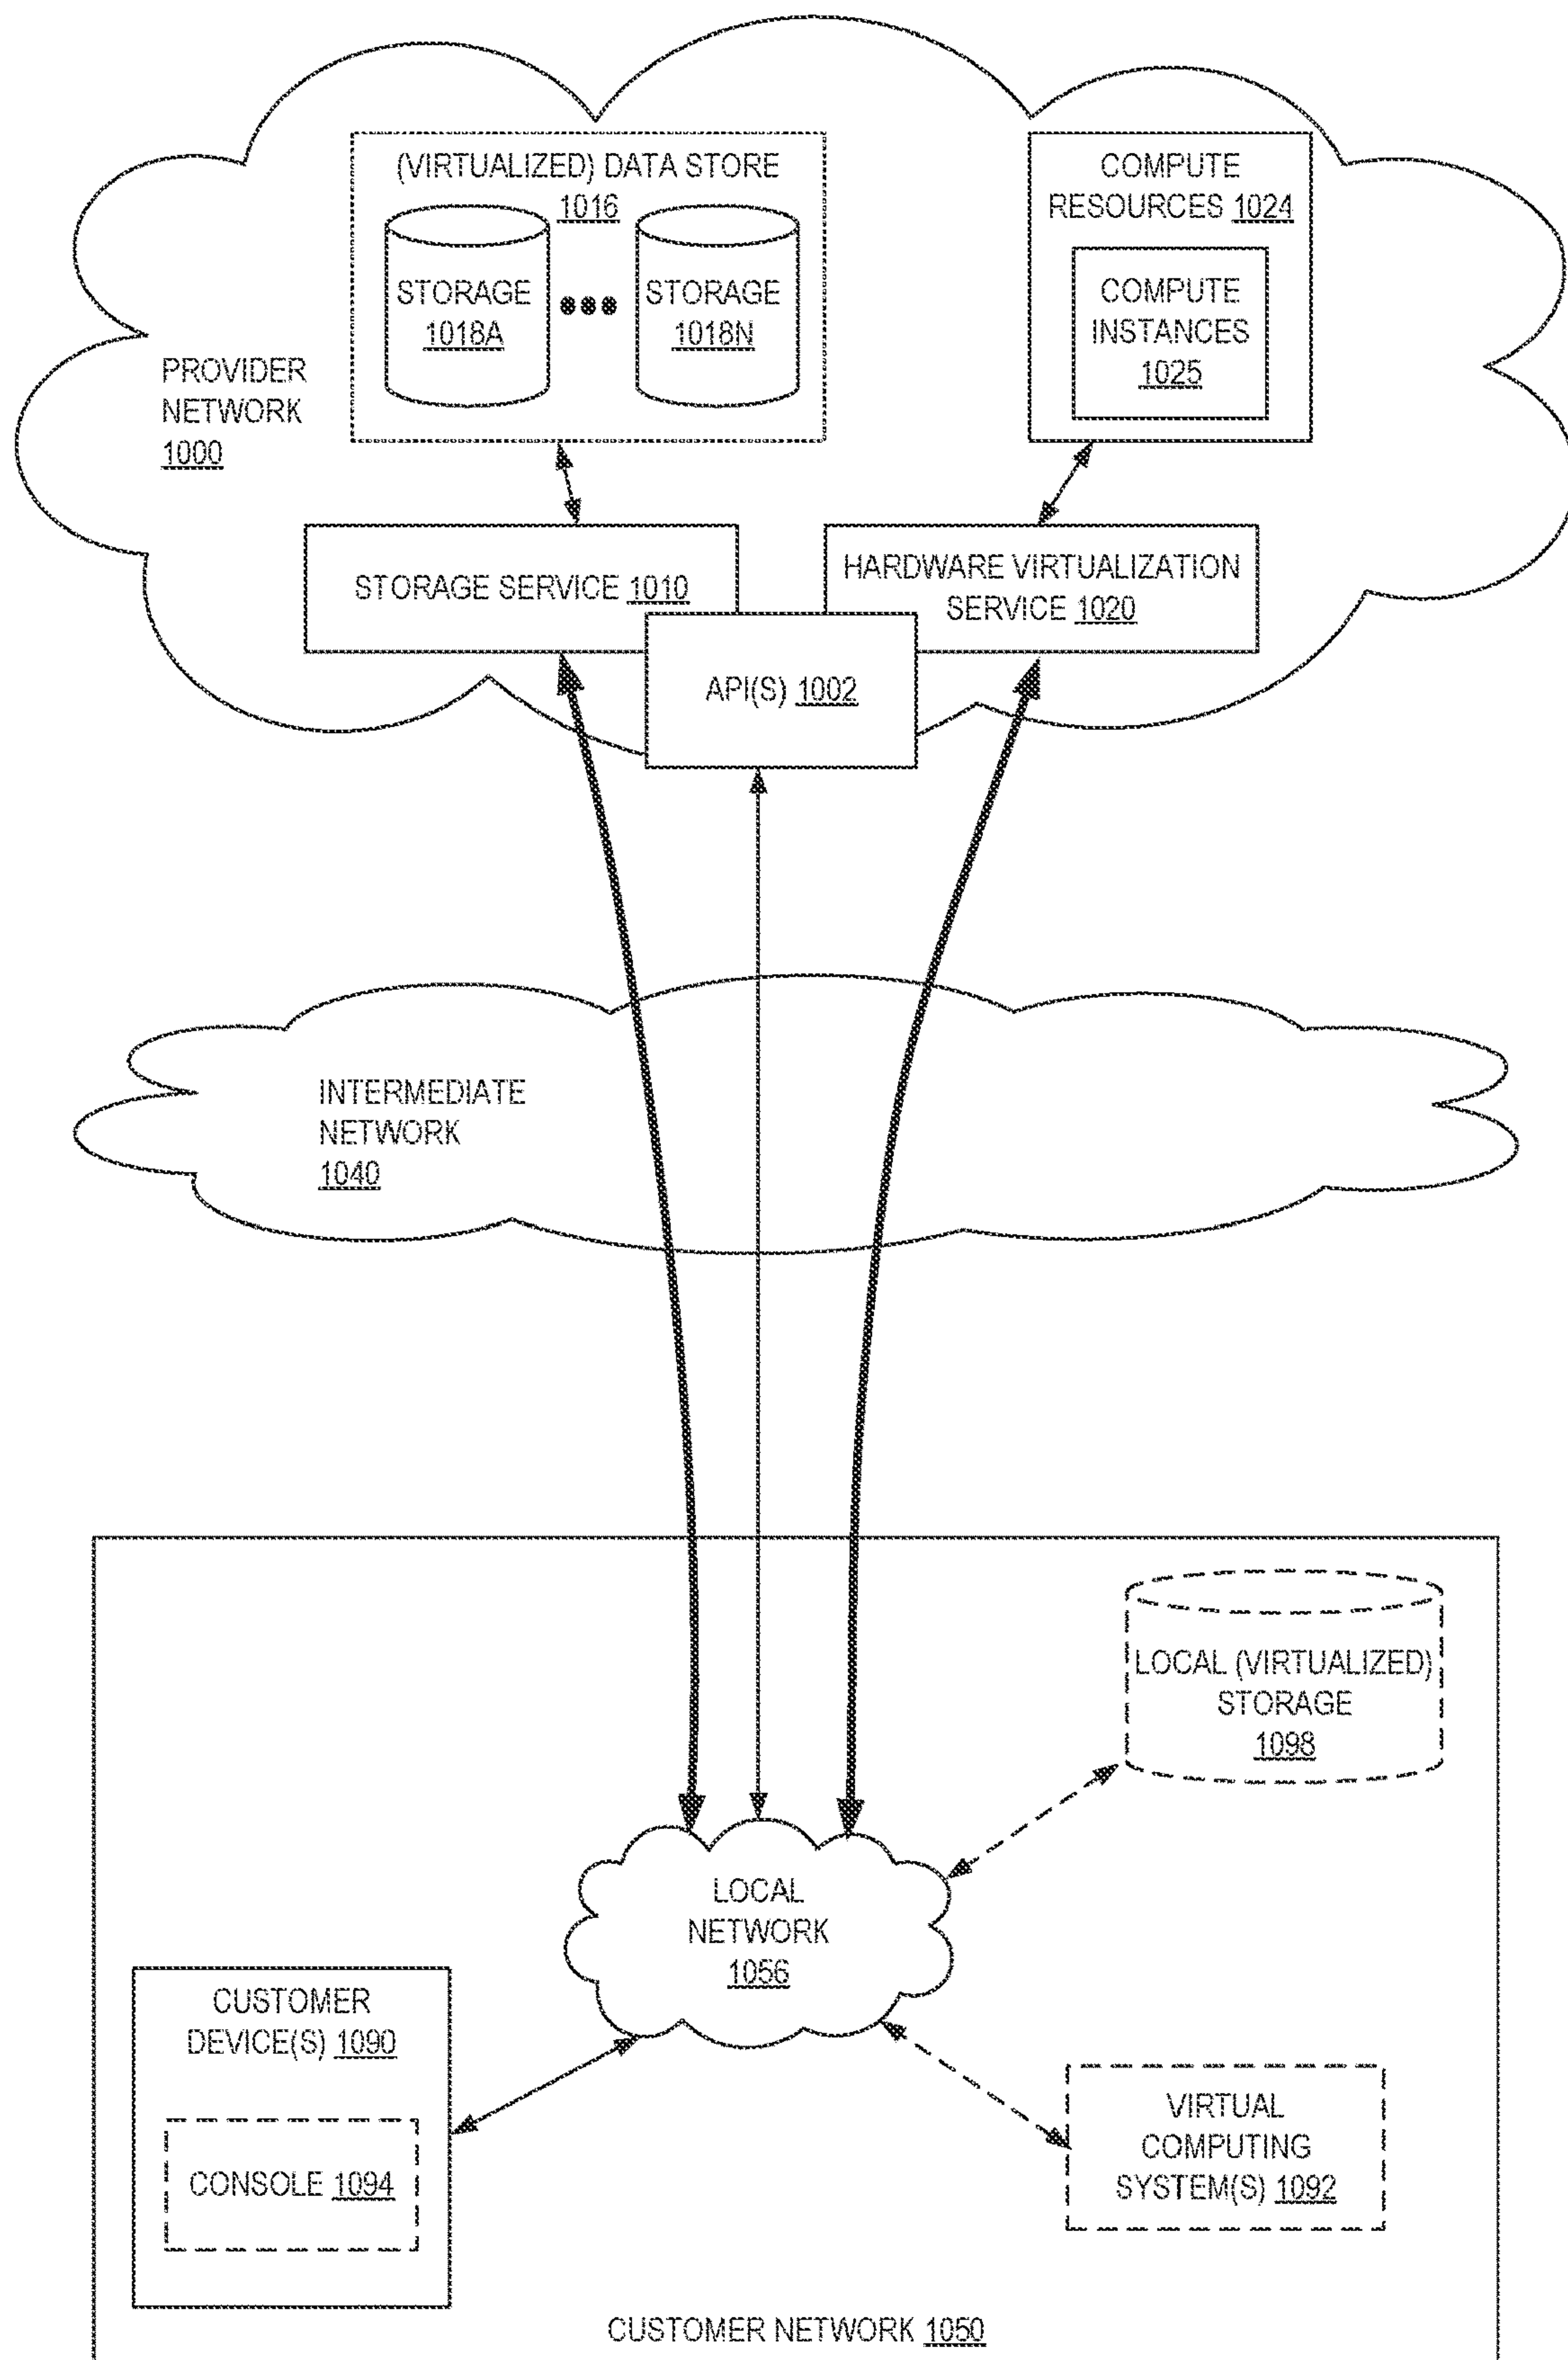 (VIRTUALIZED) DATA STORE
1016
STORAGE
1018A
STORAGE
1018N
COMPUTE
RESOURCES 1024
COMPUTE
INSTANCES
1025
PROVIDER
NETWORK
1000
STORAGE SERVICE 1010
HARDWARE VIRTUALIZATION
SERVICE 1020
API(S) 1002
INTERMEDIATE
NETWORK
1040
LOCAL (VIRTUALIZED)
STORAGE
1098
LOCAL
NETWORK
1056
CUSTOMER
DEVICE(S) 1090
CONSOLE 1094
VIRTUAL
COMPUTING
SYSTEM(S) 1092
CUSTOMER NETWORK 1050